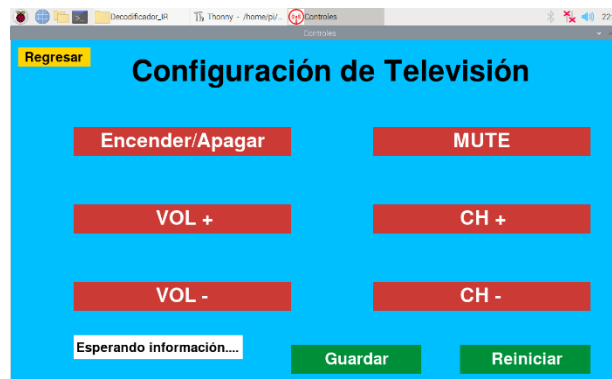 Decodificador_IR
Thonny - /home/pi/...
Controles
22:
Controles
Regresar
Configuración de Televisión
Encender/Apagar
MUTE
VOL +
CH +
VOL -
CH -
Esperando información....
Guardar
Reiniciar